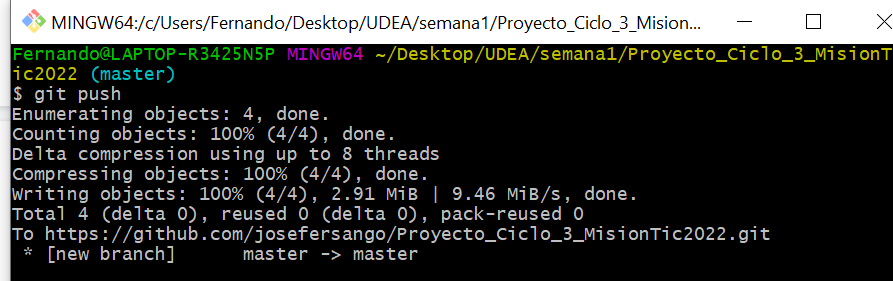 MINGW64:/c/Users/Fernando/Desktop/UDEA/semana1/Proyecto_Ciclo_3_Mision...
Fernando@LAPTOP-R3425N5P MINGW64 ~/Desktop/UDEA/semana1/Proyecto_Ciclo_3_MisionT
ic2022 (master)
$ git push
Enumerating objects: 4, done.
Counting objects: 100% (4/4), done.
Delta compression using up to 8 threads
Compressing objects: 100% (4/4), done.
Writing objects: 100% (4/4), 2.91 MiB | 9.46 MiB/s, done.
Total 4 (delta 0), reused 0 (delta 0), pack-reused 0
To https://github.com/josefersango/Proyecto_Ciclo_3_MisionTic2022.git
 * [new branch]      master -> master